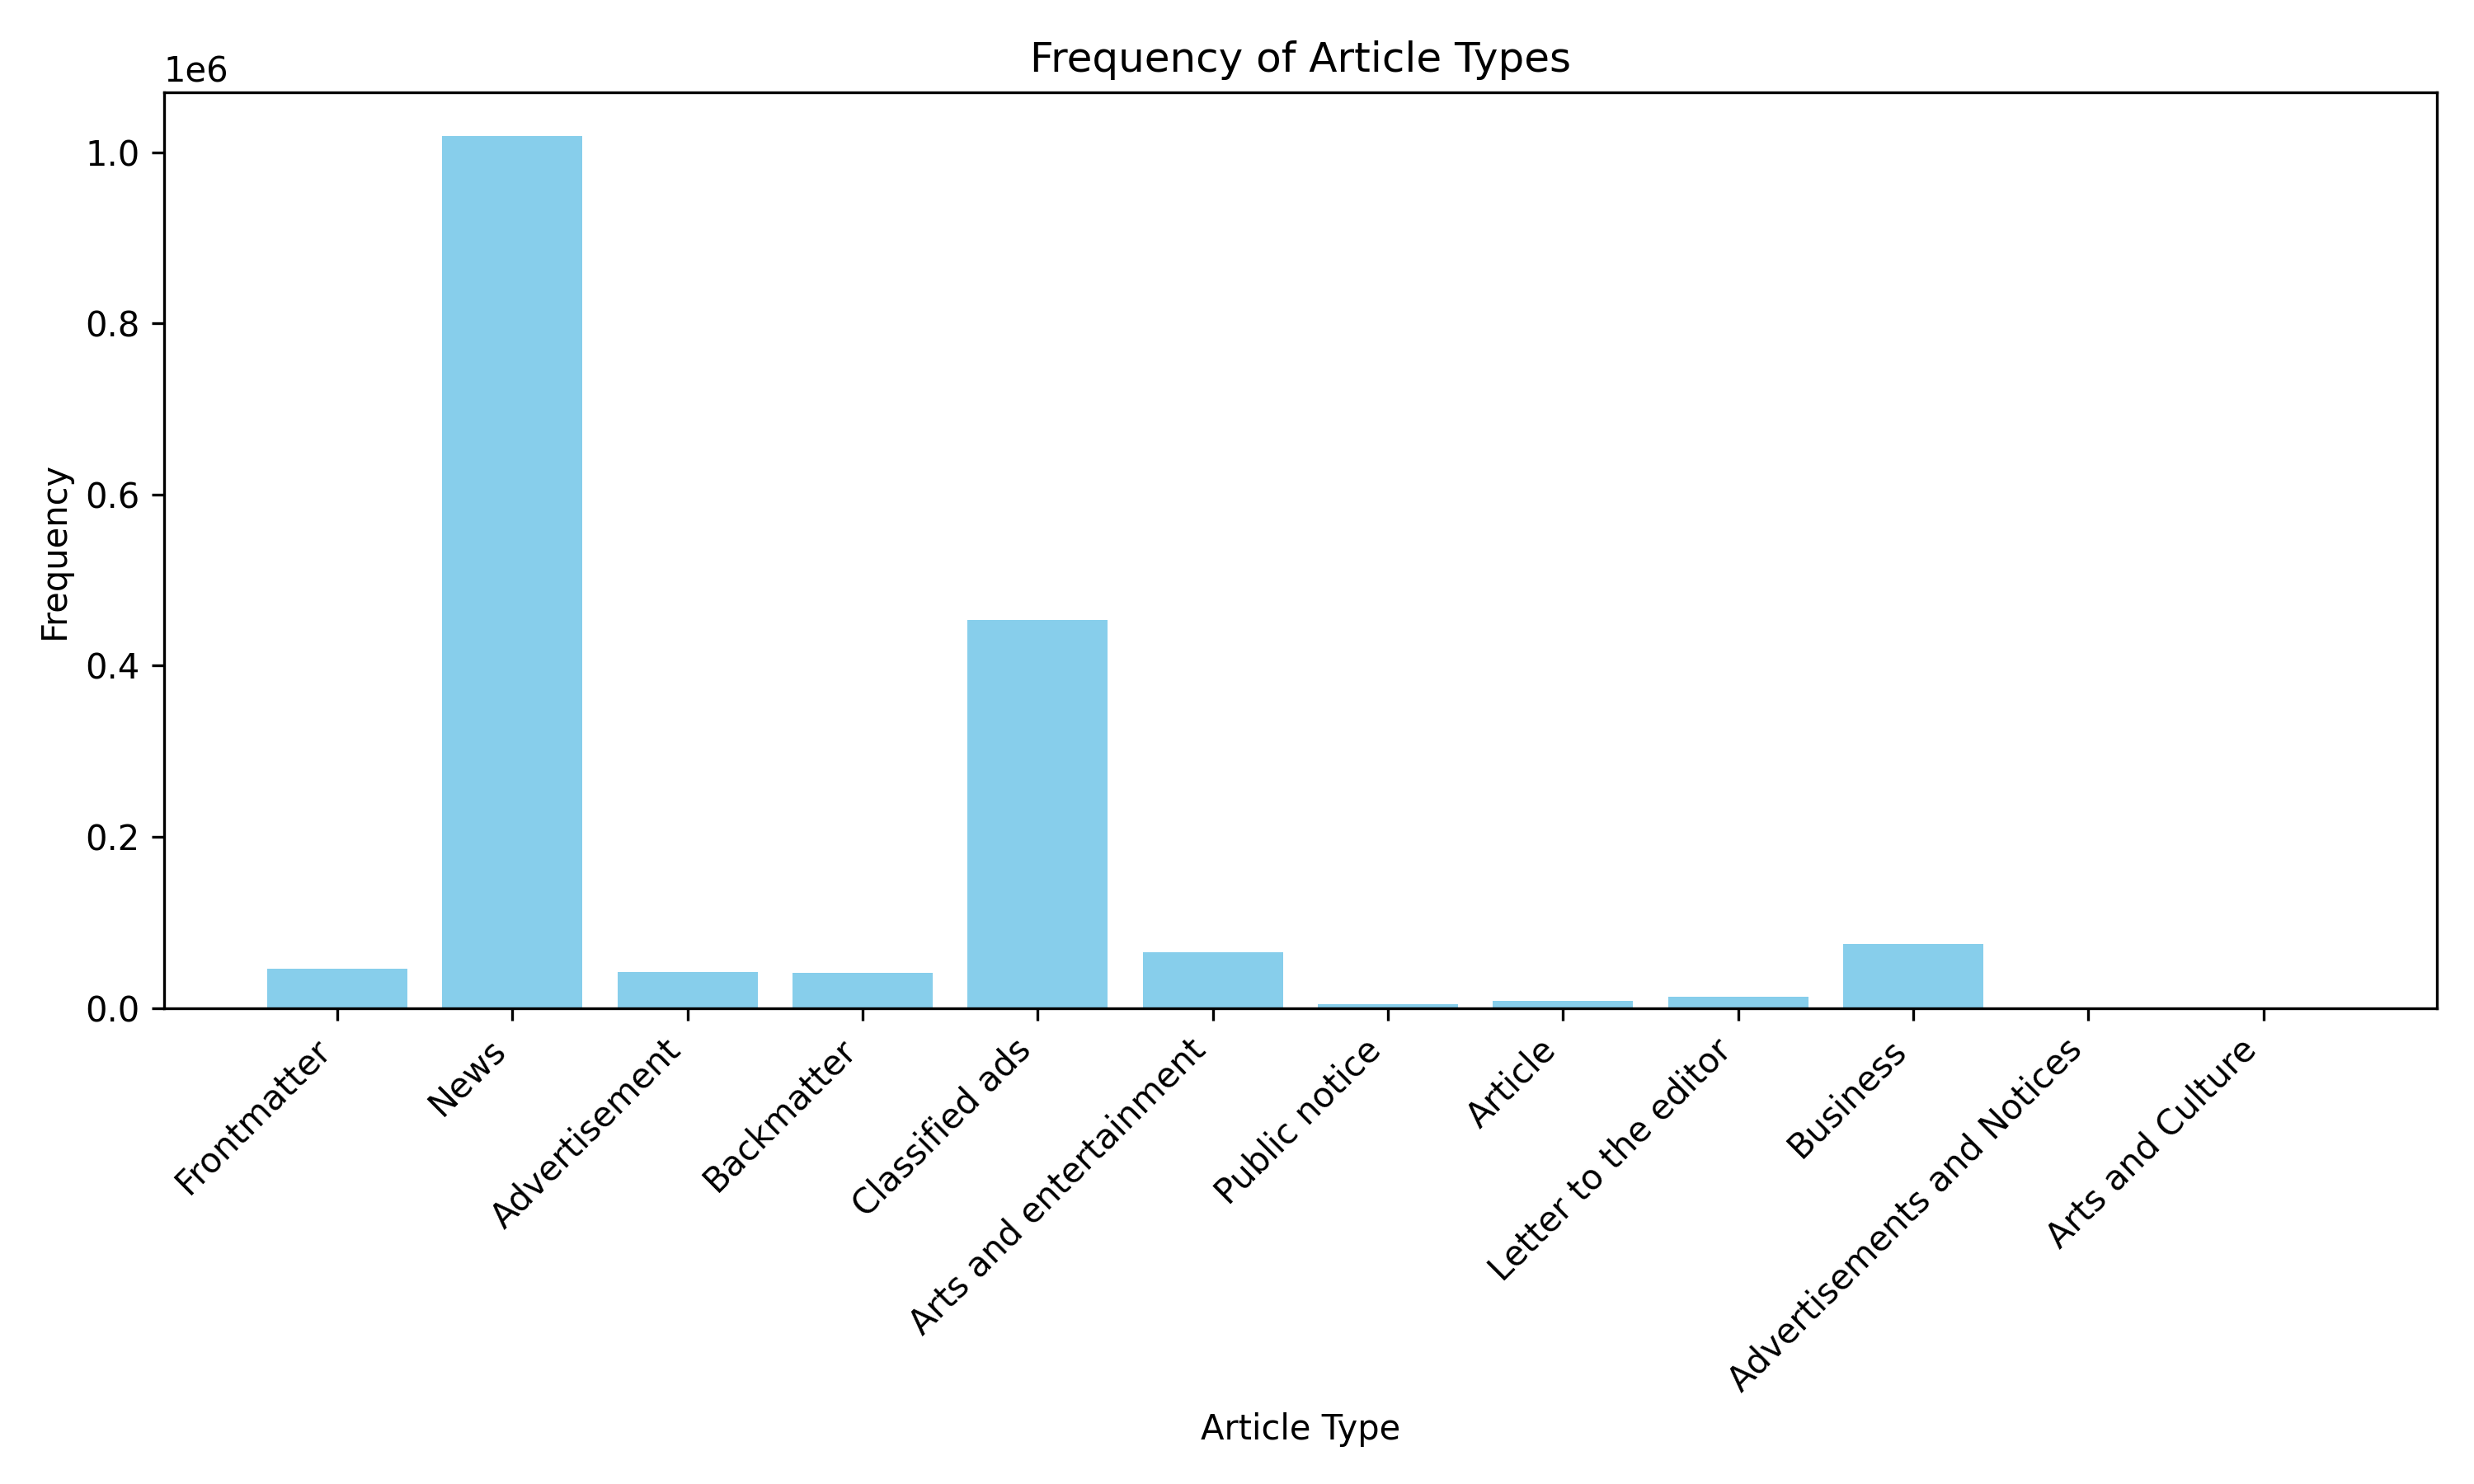 Frequency of Article Types
1e6
1.0
0.8
0.6
0.4
0.2
0.0
Frequency
Frontmatter
News
Advertisement
Backmatter
Classified ads
Arts and entertainment
Public notice
Article
Letter to the editor
Business
Advertisements and Notices
Arts and Culture
Article Type